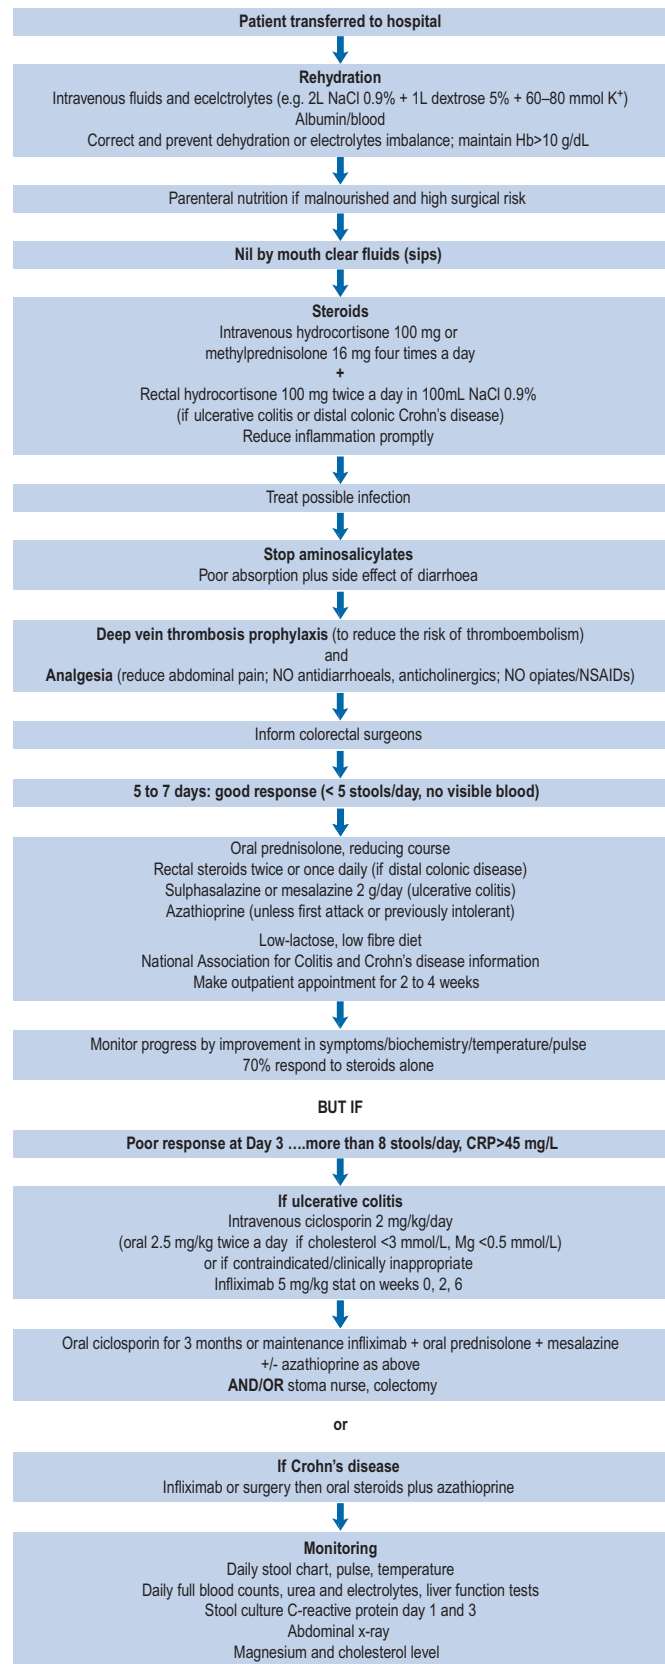 Patient transferred to hospital
Rehydration
Intravenous fluids and ecelctrolytes (e.g. 2L NaCl 0.9% + 1L dextrose 5% + 60–80 mmol K⁺)
Albumin/blood
Correct and prevent dehydration or electrolytes imbalance; maintain Hb>10 g/dL
Parenteral nutrition if malnourished and high surgical risk
Nil by mouth clear fluids (sips)
Steroids
Intravenous hydrocortisone 100 mg or
methylprednisolone 16 mg four times a day
+
Rectal hydrocortisone 100 mg twice a day in 100mL NaCl 0.9%
(if ulcerative colitis or distal colonic Crohn's disease)
Reduce inflammation promptly
Treat possible infection
Stop aminosalicylates
Poor absorption plus side effect of diarrhoea
Deep vein thrombosis prophylaxis (to reduce the risk of thromboembolism)
and
Analgesia (reduce abdominal pain; NO antidiarrhoeals, anticholinergics; NO opiates/NSAIDs)
Inform colorectal surgeons
5 to 7 days: good response (< 5 stools/day, no visible blood)
Oral prednisolone, reducing course
Rectal steroids twice or once daily (if distal colonic disease)
Sulphasalazine or mesalazine 2 g/day (ulcerative colitis)
Azathioprine (unless first attack or previously intolerant)
Low-lactose, low fibre diet
National Association for Colitis and Crohn's disease information
Make outpatient appointment for 2 to 4 weeks
Monitor progress by improvement in symptoms/biochemistry/temperature/pulse
70% respond to steroids alone
BUT IF
Poor response at Day 3 ....more than 8 stools/day, CRP>45 mg/L
If ulcerative colitis
Intravenous ciclosporin 2 mg/kg/day
(oral 2.5 mg/kg twice a day if cholesterol <3 mmol/L, Mg <0.5 mmol/L)
or if contraindicated/clinically inappropriate
Infliximab 5 mg/kg stat on weeks 0, 2, 6
Oral ciclosporin for 3 months or maintenance infliximab + oral prednisolone + mesalazine
+/- azathioprine as above
AND/OR stoma nurse, colectomy
or
If Crohn's disease
Infliximab or surgery then oral steroids plus azathioprine
Monitoring
Daily stool chart, pulse, temperature
Daily full blood counts, urea and electrolytes, liver function tests
Stool culture C-reactive protein day 1 and 3
Abdominal x-ray
Magnesium and cholesterol level